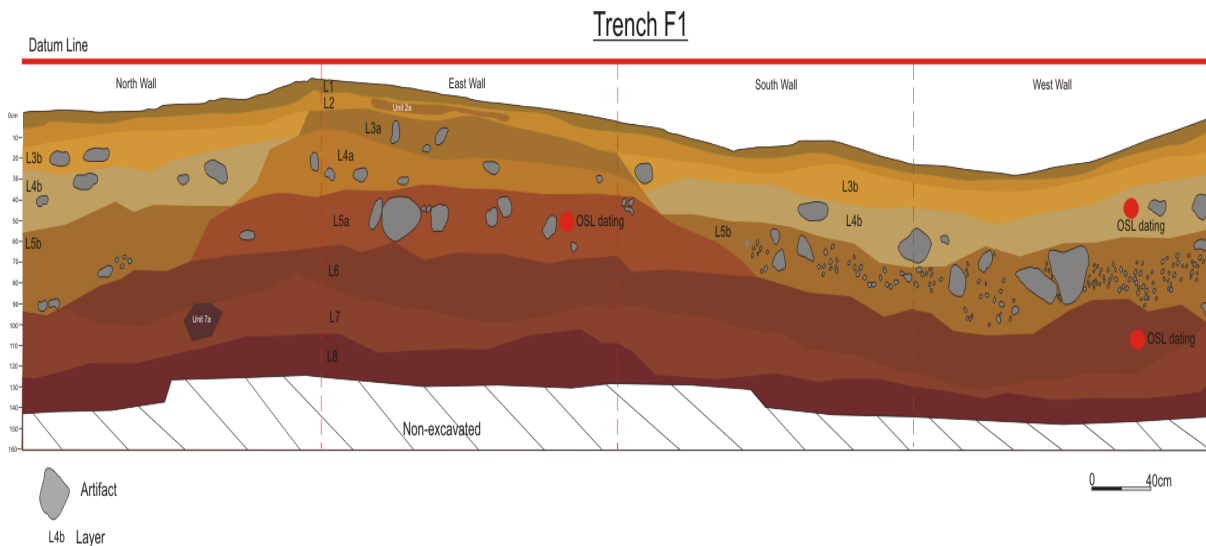 Trench F1
Datum Line
North Wall
East Wall
South Wall
West Wall
L1
L2
Unit 2a
L3a
L3b
L4a
L4b
L5a
OSL dating
L5b
L6
Unit 7a
L7
L8
L3b
L4b
L5b
OSL dating
OSL dating
0cm
10
20
30
40
50
60
70
80
90
100
110
120
130
140
150
160
Non-excavated
Artifact
L4b Layer
0 40cm